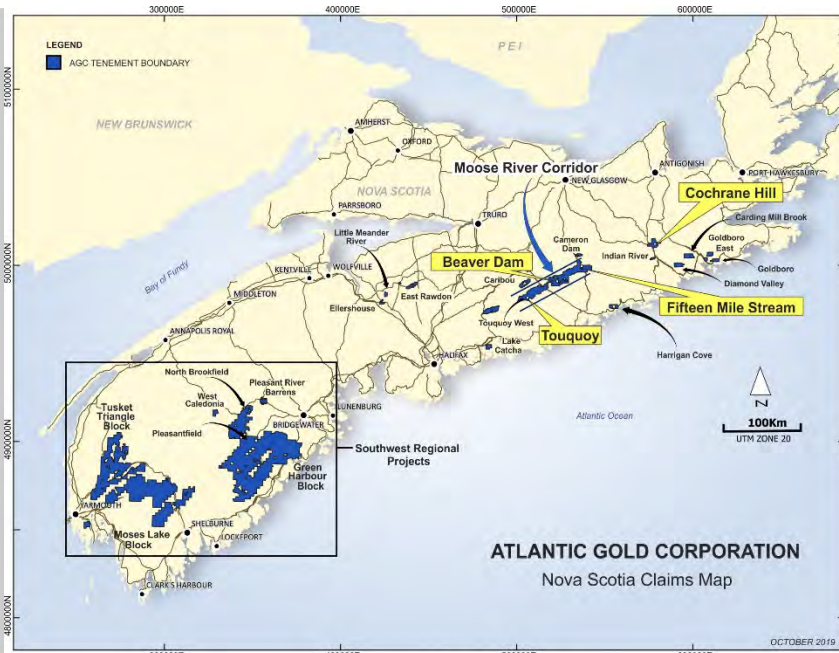 300000E
400000E
500000E
600000E
LEGEND
AGC TENEMENT BOUNDARY
5100000N
5000000N
4900000N
4800000N
PEI
NEW BRUNSWICK
NOVA SCOTIA
Bay of Fundy
Atlantic Ocean
AMHERST
OXFORD
PARRSBORO
TRURO
NEW GLASGOW
ANTIGONISH
PORT HAWKESBURY
Moose River Corridor
Cochrane Hill
Carding Mill Brook
Goldboro
East
Goldboro
Diamond Valley
Indian River
Cameron
Dam
Beaver Dam
Caribou
Fifteen Mile Stream
Touquoy
Touquoy West
Harrigan Cove
Lake
Catcha
Little Meander
River
East Rawdon
Ellershouse
KENTVILLE
WOLFVILLE
MIDDLETON
ANNAPOLIS ROYAL
HALIFAX
North Brookfield
Pleasant River
Barrens
West
Caledonia
Pleasantfield
LUNENBURG
BRIDGEWATER
Tusket
Triangle
Block
Green
Harbour
Block
Southwest Regional
Projects
YARMOUTH
Moses Lake
Block
SHELBURNE
LOCKEPORT
CLARK'S HARBOUR
N
100Km
UTM ZONE 20
ATLANTIC GOLD CORPORATION
Nova Scotia Claims Map
OCTOBER 2019